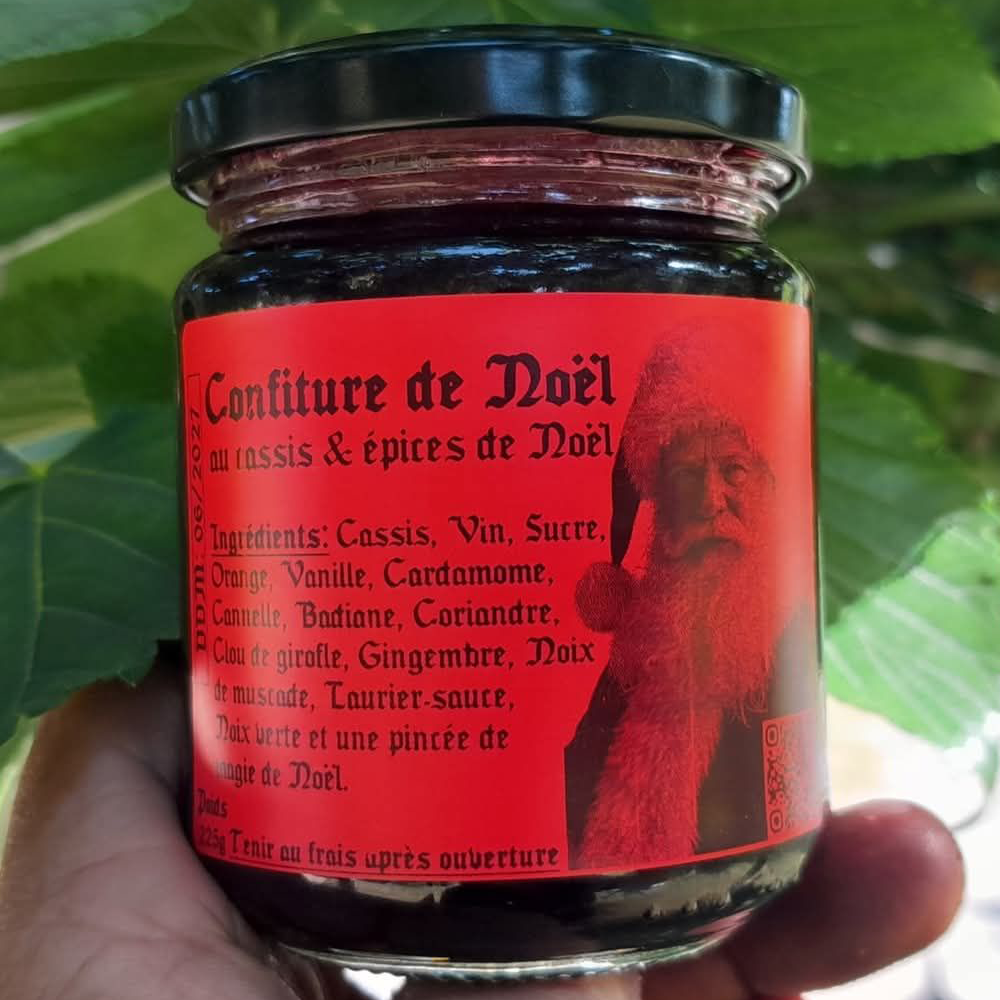 Confiture de Noël
au cassis & épices de Noël
Ingrédients: Cassis, Vin, Sucre,
Orange, Vanille, Cardamome,
Cannelle, Badiane, Coriandre,
Clou de girofle, Gingembre, Noix
de muscade, Laurier-sauce,
Noix verte et une pincée de
magie de Noël.
Poids
225g Tenir au frais après ouverture
DDM: 06/2027